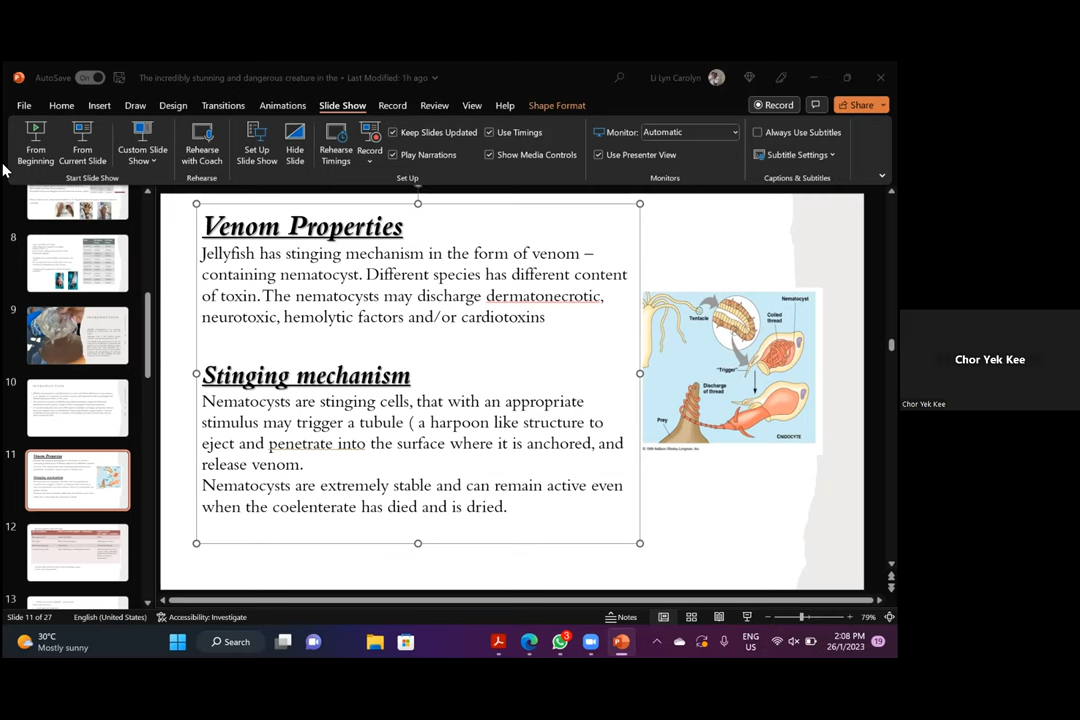 AutoSave On The incredibly stunning and dangerous creature in the • Last Modified: 1h ago Li Lyn Carolyn
File Home Insert Draw Design Transitions Animations Slide Show Record Review View Help Shape Format Record Share
From Beginning
From Current Slide
Custom Slide Show
Start Slide Show
Rehearse with Coach
Rehearse
Set Up Slide Show
Hide Slide
Rehearse Timings
Record
Keep Slides Updated
Play Narrations
Use Timings
Show Media Controls
Set Up
Monitor: Automatic
Use Presenter View
Monitors
Always Use Subtitles
Subtitle Settings
Captions & Subtitles
8
9
10
11
12
13
Venom Properties
Jellyfish has stinging mechanism in the form of venom –
containing nematocyst. Different species has different content
of toxin. The nematocysts may discharge dermatonecrotic,
neurotoxic, hemolytic factors and/or cardiotoxins
Stinging mechanism
Nematocysts are stinging cells, that with an appropriate
stimulus may trigger a tubule ( a harpoon like structure to
eject and penetrate into the surface where it is anchored, and
release venom.
Nematocysts are extremely stable and can remain active even
when the coelenterate has died and is dried.
Nematocyst
Tentacle
Coiled
thread
"Trigger"
Discharge
of thread
Prey
CNIDOCYTE
Chor Yek Kee
Chor Yek Kee
Slide 11 of 27 English (United States) Accessibility: Investigate Notes 79%
30°C
Mostly sunny
Search
3
ENG
US
2:08 PM
26/1/2023
19